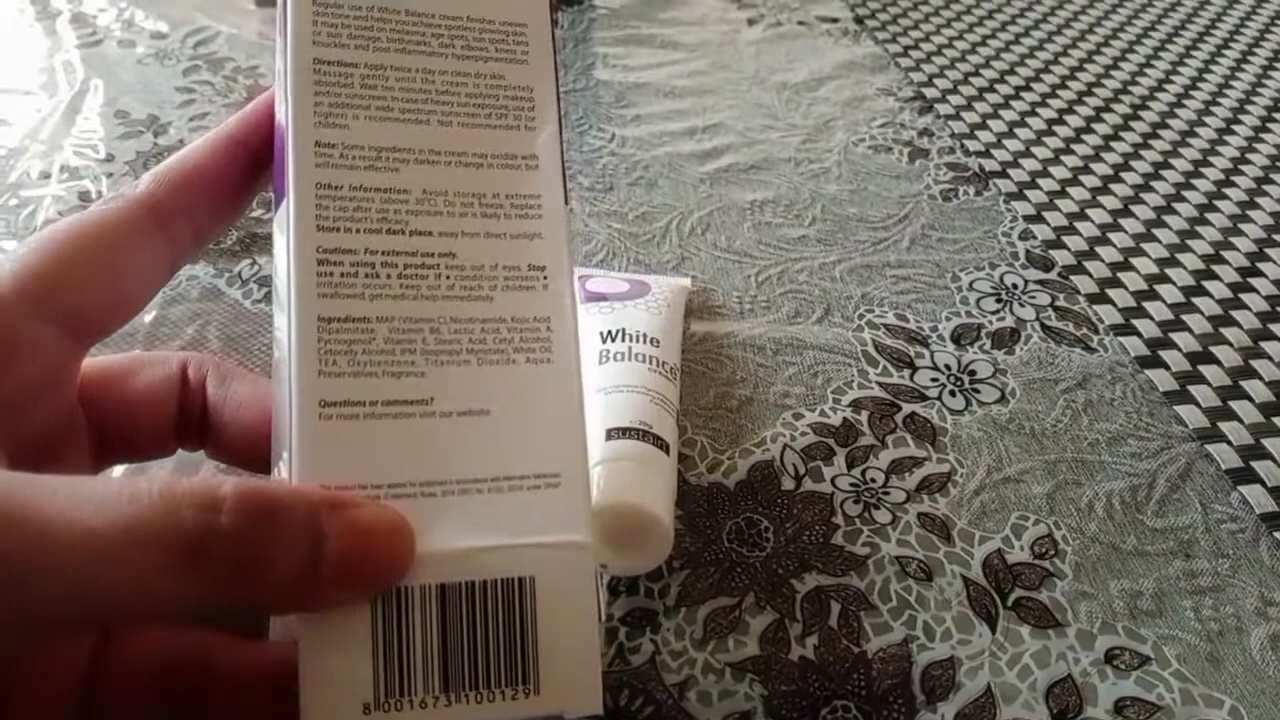 Regular use of White Balance cream finishes uneven
skin tone and helps you achieve spotless glowing skin.
It may be used on melasma, age spots, sun spots, tans
or sun damage, birthmarks, dark elbows, kness or
knuckles and post-inflammatory hyperpigmentation.
Directions: Apply twice a day on clean dry skin.
Massage gently until the cream is completely
absorbed. Wait ten minutes before applying makeup
and/or sunscreen. In case of heavy sun exposure, use of
an additional wide spectrum sunscreen of SPF 30 (or
higher) is recommended. Not recommended for
children.
Note: Some ingredients in the cream may oxidize with
time. As a result it may darken or change in colour, but
will remain effective.
Other Information: Avoid storage at extreme
temperatures (above 30°C). Do not freeze. Replace
the cap after use as exposure to air is likely to reduce
the product's efficacy.
Store in a cool dark place, away from direct sunlight.
Cautions: For external use only.
When using this product keep out of eyes. Stop
use and ask a doctor if • condition worsens •
irritation occurs. Keep out of reach of children. If
swallowed, get medical help immediately.
Ingredients: MAP (Vitamin C), Nicotinamide, Kojic Acid
Dipalmitate, Vitamin B6, Lactic Acid, Vitamin A,
Pycnogenol*, Vitamin E, Stearic Acid, Cetyl Alcohol,
Cetocety Alcohol, IPM (Isopropyl Myristate), White Oil,
TEA, Oxybenzone, Titanium Dioxide, Aqua,
Preservatives, Fragrance.
Questions or comments?
For more information visit our website
8 001673 100129
White
Balance
cream
20g
sustain